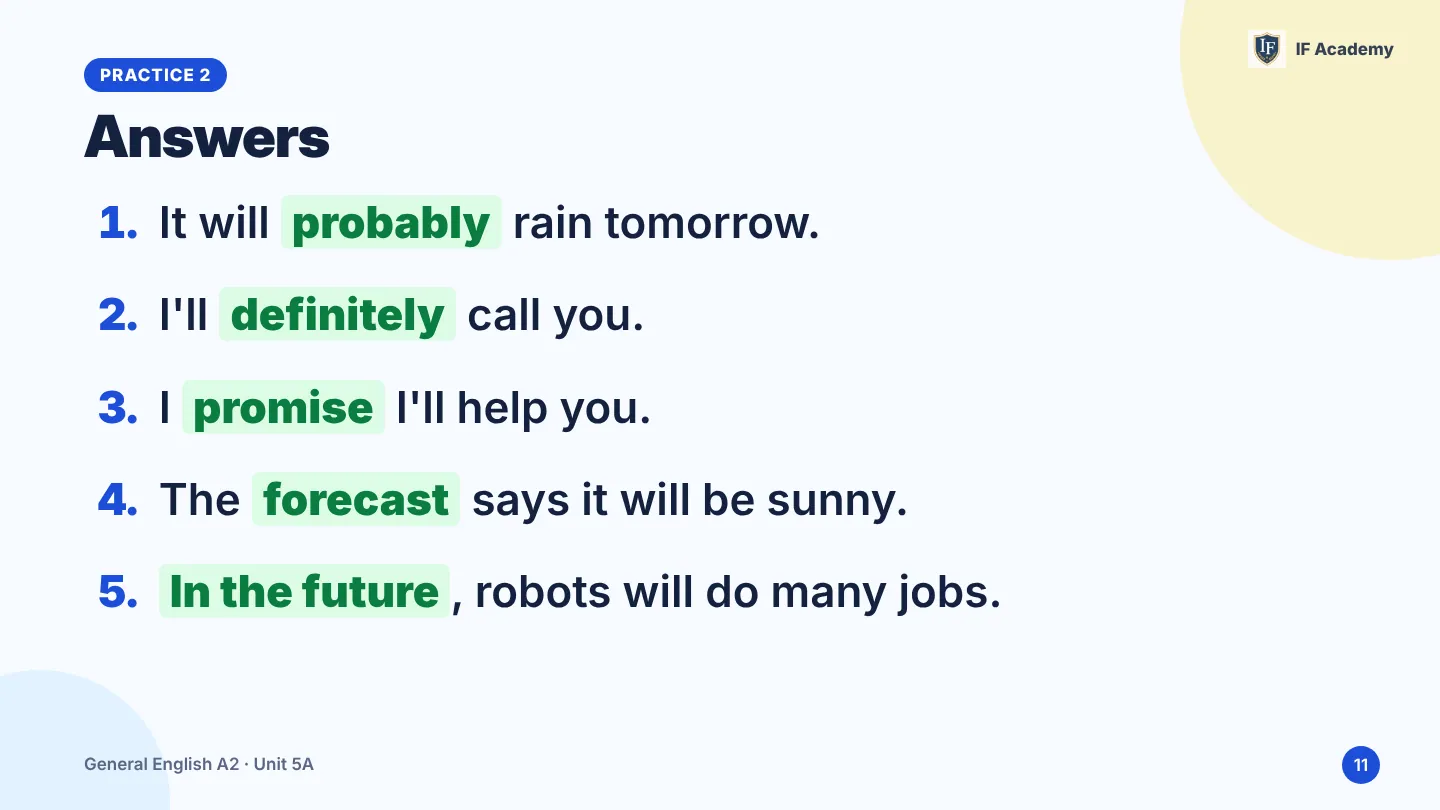 IF
IF Academy
PRACTICE 2
Answers
1. It will probably rain tomorrow.
2. I'll definitely call you.
3. I promise I'll help you.
4. The forecast says it will be sunny.
5. In the future, robots will do many jobs.
General English A2 · Unit 5A
11